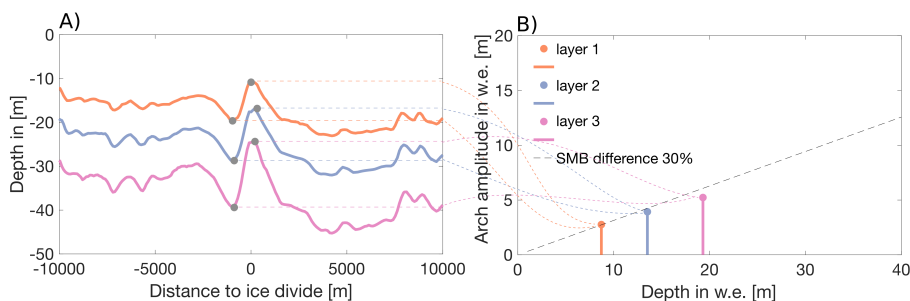 A)
B)
0
-10
-20
-30
-40
-50
Depth in [m]
-10000
-5000
0
5000
10000
Distance to ice divide [m]
20
15
10
5
0
Arch amplitude in w.e. [m]
layer 1
layer 2
layer 3
SMB difference 30%
0
10
20
30
40
Depth in w.e. [m]